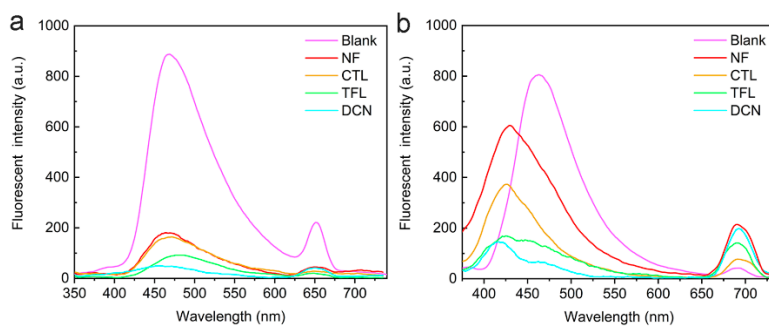 a
1000
800
600
400
200
0
350 400 450 500 550 600 650 700
Fluorescent intensity (a.u.)
Wavelength (nm)
Blank
NF
CTL
TFL
DCN
b
1000
800
600
400
200
0
400 450 500 550 600 650 700
Fluorescent intensity (a.u.)
Wavelength (nm)
Blank
NF
CTL
TFL
DCN